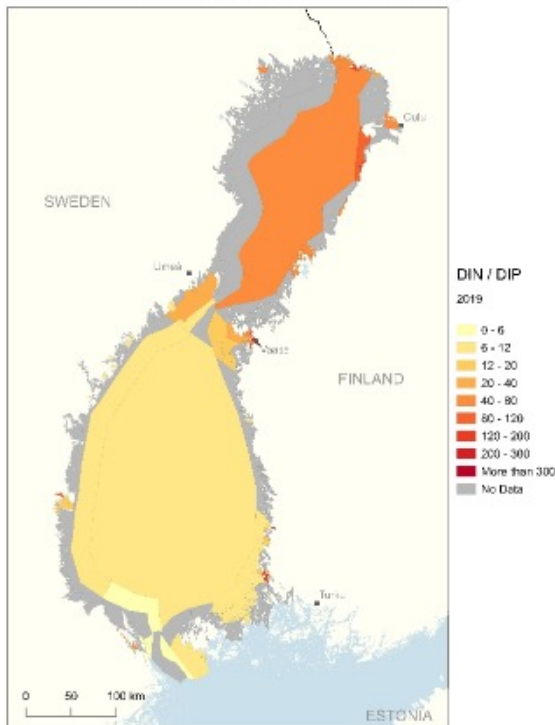 Oulu
SWEDEN
Umeå
DIN / DIP
2019
0 - 6
6 - 12
12 - 20
20 - 40
40 - 80
80 - 120
120 - 200
200 - 300
More than 300
No Data
Vaasa
FINLAND
Turku
0 50 100 km
ESTONIA